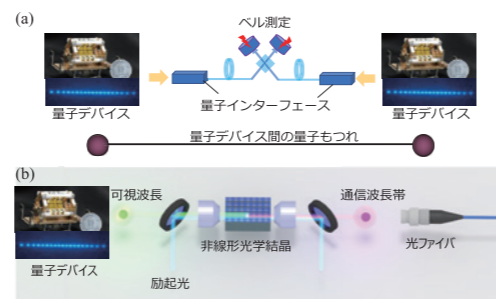 (a)
ベル測定
量子インターフェース
量子デバイス
量子デバイス
量子デバイス間の量子もつれ
(b)
可視波長
通信波長帯
非線形光学結晶
光ファイバ
量子デバイス
励起光